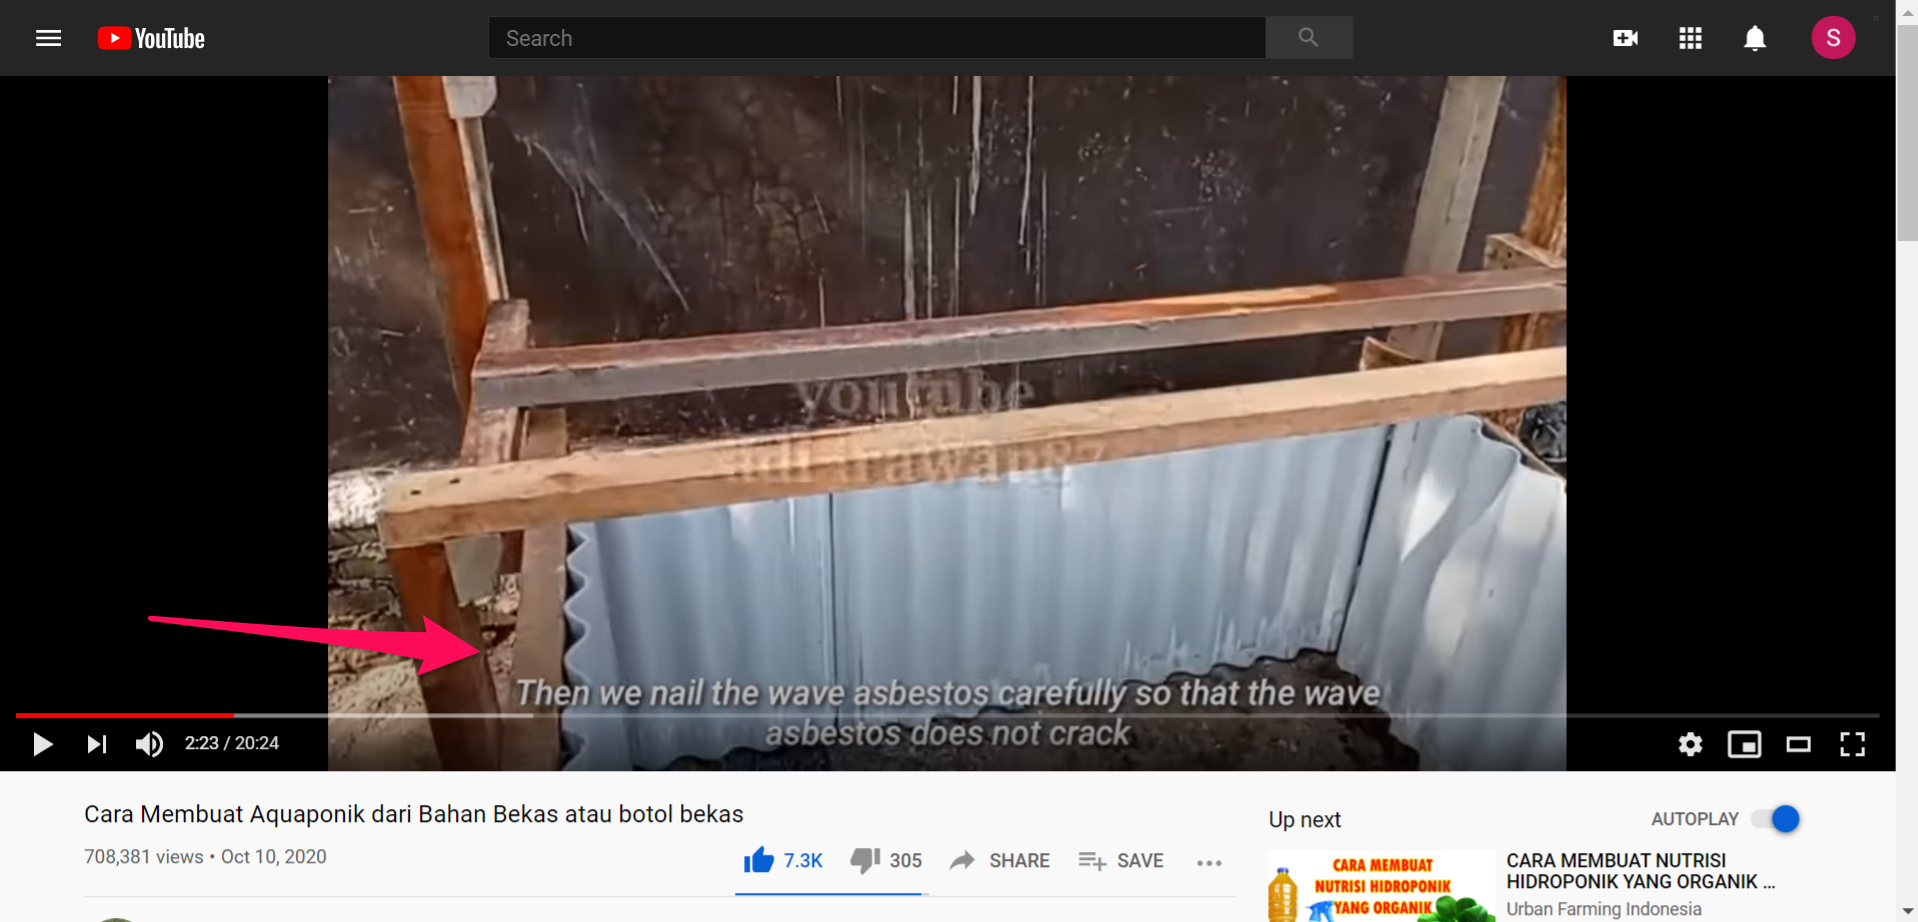 YouTube
Search
S
youtube
adi irawan87
Then we nail the wave asbestos carefully so that the wave
asbestos does not crack
2:23 / 20:24
Cara Membuat Aquaponik dari Bahan Bekas atau botol bekas
708,381 views • Oct 10, 2020
7.3K
305
SHARE
SAVE
Up next
AUTOPLAY
CARA MEMBUAT
NUTRISI HIDROPONIK
YANG ORGANIK
CARA MEMBUAT NUTRISI
HIDROPONIK YANG ORGANIK ...
Urban Farming Indonesia